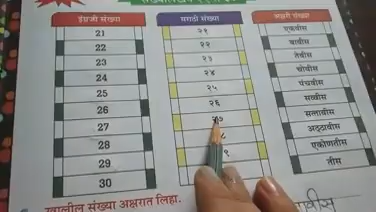 इंग्रजी संख्या
मराठी संख्या
अक्षरी संख्या
21 २१ एकवीस
22 २२ बावीस
23 २३ तेवीस
24 २४ चोवीस
25 २५ पंचवीस
26 २६ सव्वीस
27 सत्तावीस
28 अठ्ठावीस
29 एकोणतीस
30 तीस
खालील संख्या अक्षरात लिहा.